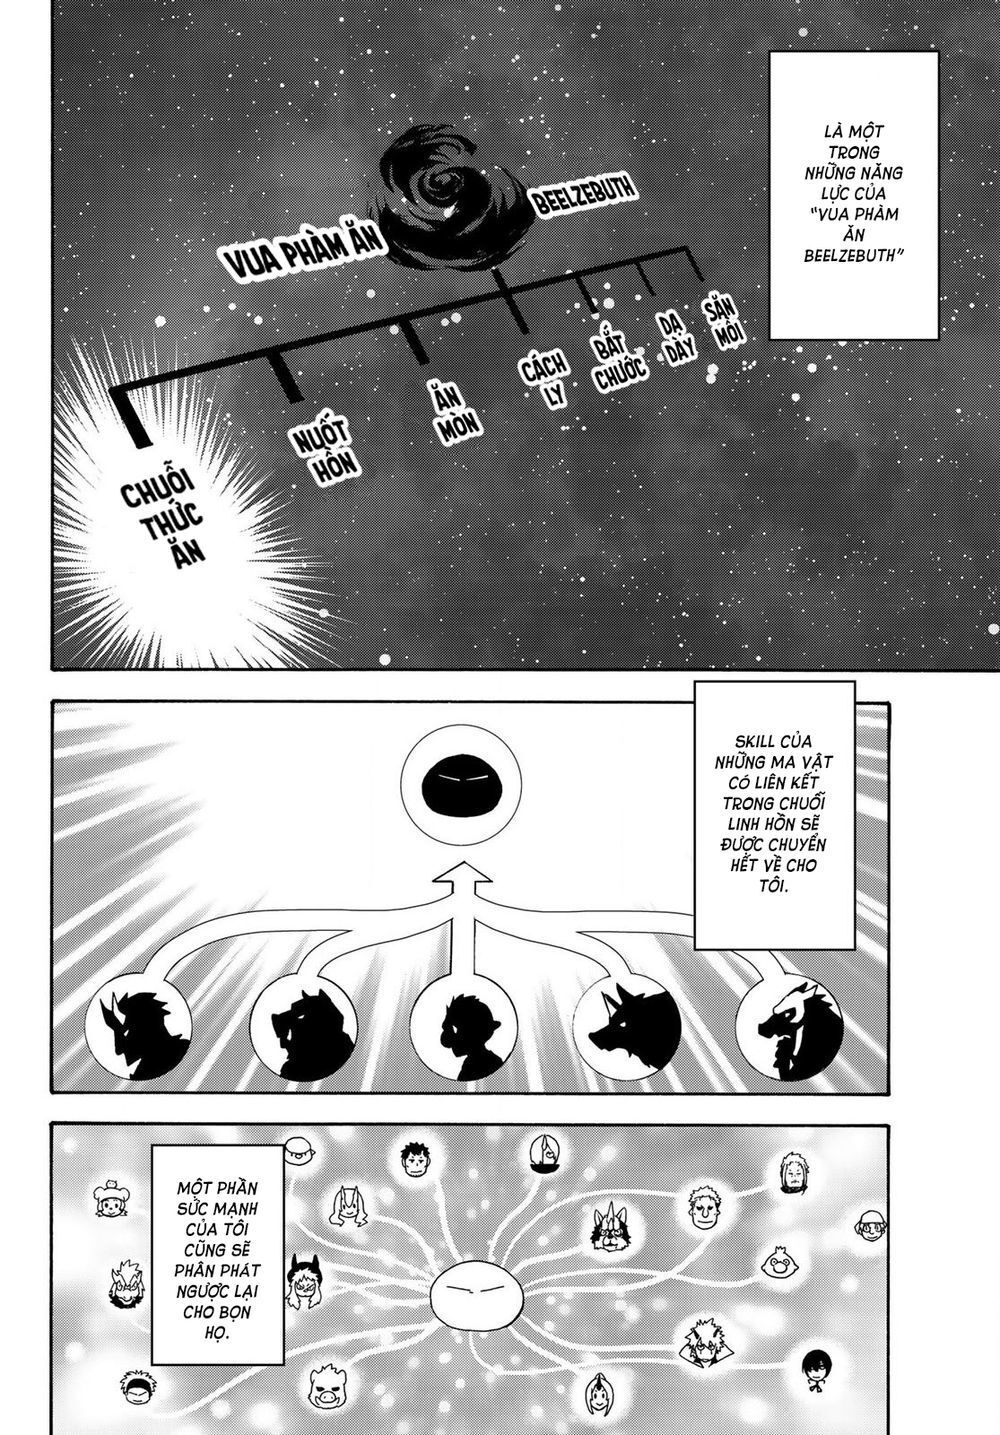 LÀ MỘT
TRONG
NHỮNG NĂNG
LỰC CỦA
"VUA PHÀM
ĂN
BEELZEBUTH"
VUA PHÀM ĂN
BEELZEBUTH
SĂN
MỒI
DẠ
DÀY
BẮT
CHƯỚC
CÁCH
LY
ĂN
MÒN
NUỐT
HỒN
CHUỖI
THỨC
ĂN
SKILL CỦA
NHỮNG MA VẬT
CÓ LIÊN KẾT
TRONG CHUỖI
LINH HỒN SẼ
ĐƯỢC CHUYỂN
HẾT VỀ CHO
TÔI.
MỘT PHẦN
SỨC MẠNH
CỦA TÔI
CŨNG SẼ
PHÂN PHÁT
NGƯỢC LẠI
CHO BỌN
HỌ.